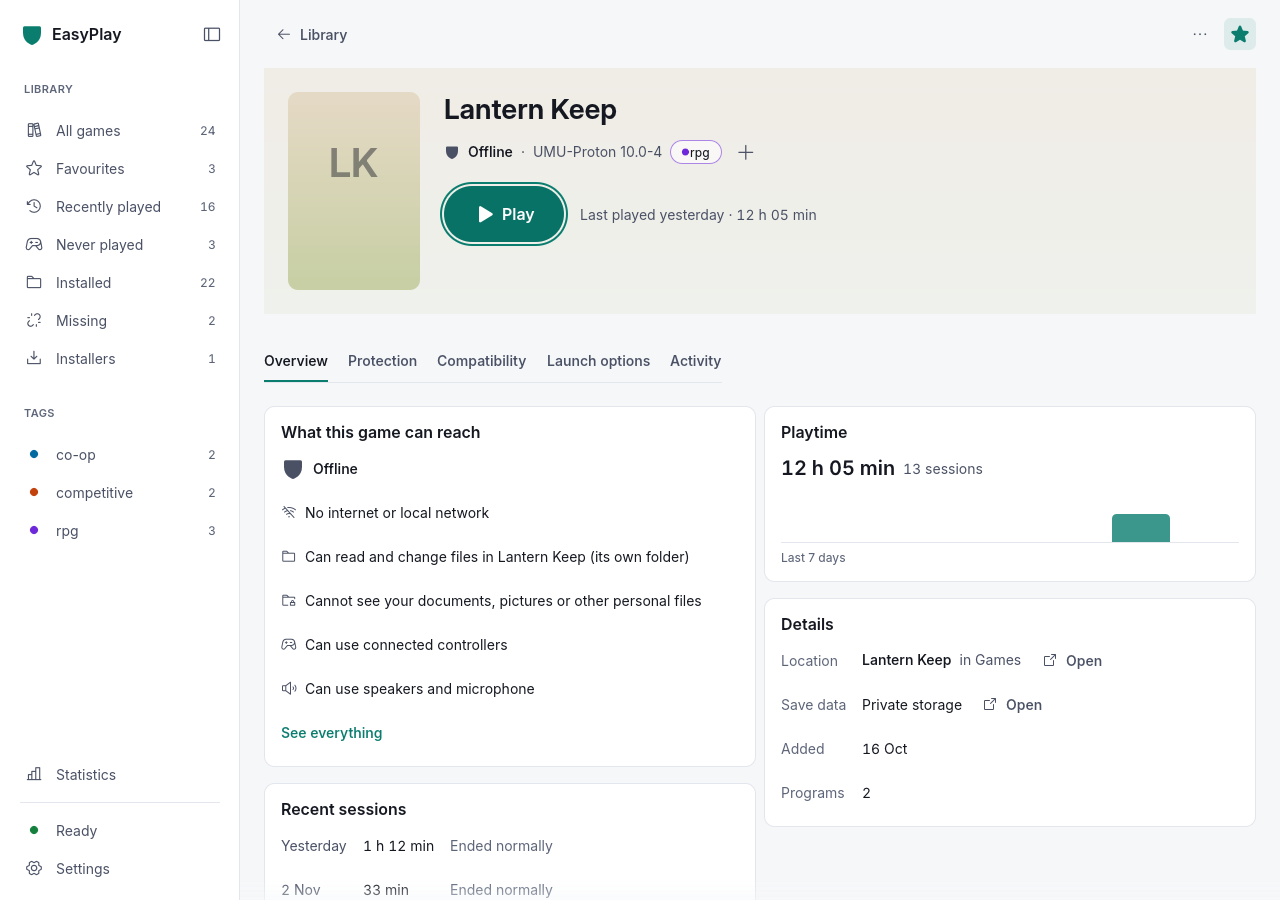 EasyPlay
LIBRARY
All games 24
Favourites 3
Recently played 16
Never played 3
Installed 22
Missing 2
Installers 1
TAGS
co-op 2
competitive 2
rpg 3
Statistics
Ready
Settings
Library
LK
Lantern Keep
Offline · UMU-Proton 10.0-4 rpg
Play
Last played yesterday · 12 h 05 min
Overview Protection Compatibility Launch options Activity
What this game can reach
Offline
No internet or local network
Can read and change files in Lantern Keep (its own folder)
Cannot see your documents, pictures or other personal files
Can use connected controllers
Can use speakers and microphone
See everything
Recent sessions
Yesterday 1 h 12 min Ended normally
2 Nov 33 min Ended normally
Playtime
12 h 05 min 13 sessions
Last 7 days
Details
Location Lantern Keep in Games Open
Save data Private storage Open
Added 16 Oct
Programs 2